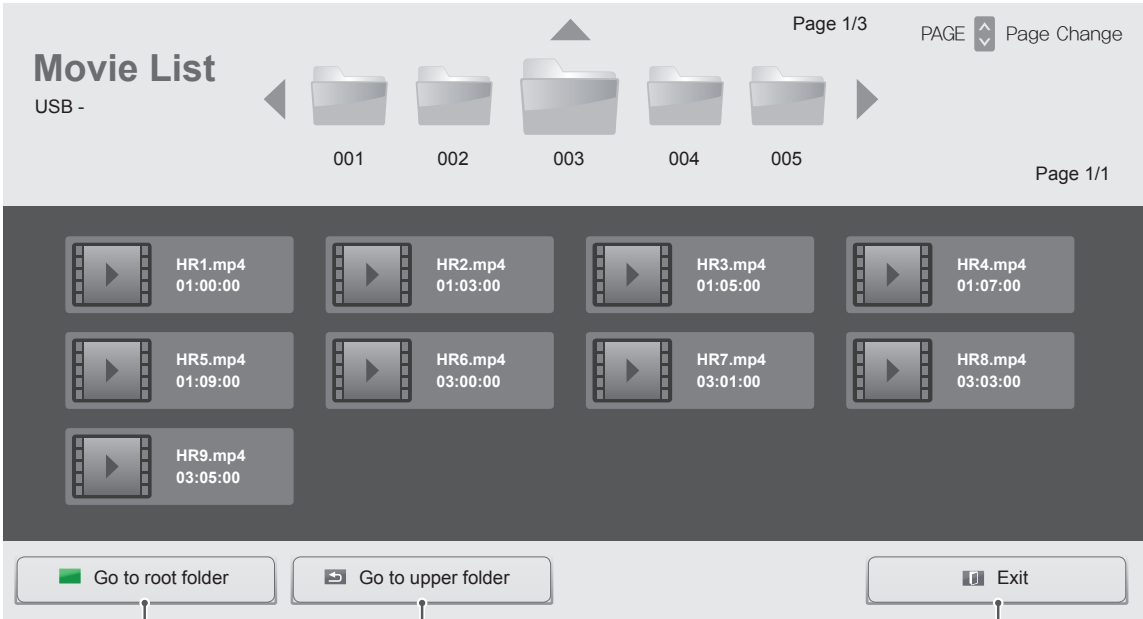 Page 1/3
PAGE Page Change
Movie List
USB -
001 002 003 004 005
Page 1/1
HR1.mp4 HR2.mp4 HR3.mp4 HR4.mp4
01:00:00 01:03:00 01:05:00 01:07:00
HR5.mp4 HR6.mp4 HR7.mp4 HR8.mp4
01:09:00 03:00:00 03:01:00 03:03:00
HR9.mp4
03:05:00
Go to root folder Go to upper folder Exit